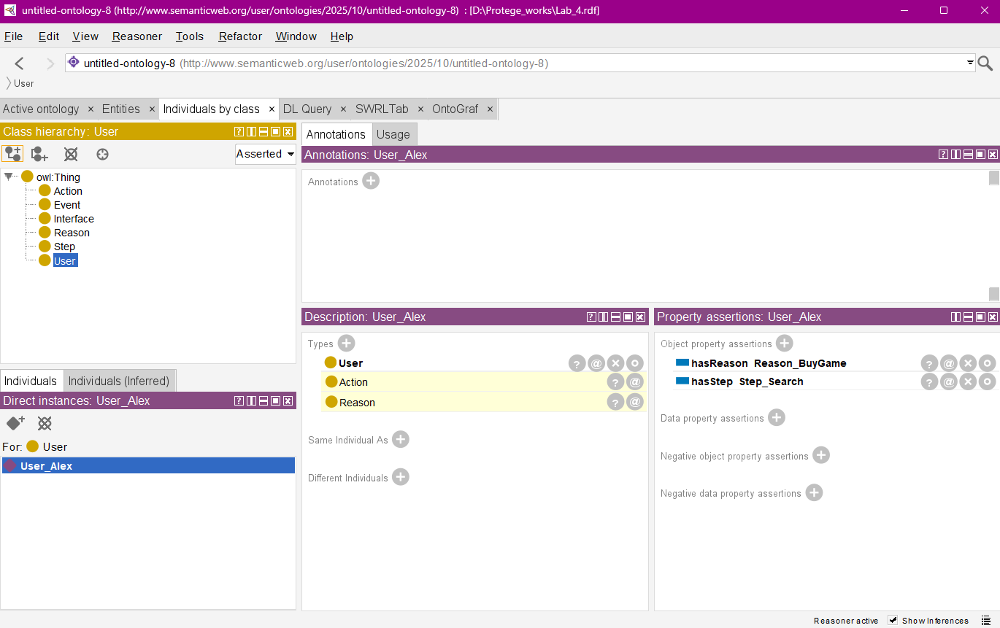 untitled-ontology-8 (http://www.semanticweb.org/user/ontologies/2025/10/untitled-ontology-8) : [D:\Protege_works\Lab_4.rdf]
File Edit View Reasoner Tools Refactor Window Help
untitled-ontology-8 (http://www.semanticweb.org/user/ontologies/2025/10/untitled-ontology-8)
User
Active ontology × Entities × Individuals by class × DL Query × SWRLTab × OntoGraf ×
Class hierarchy: User
Asserted
owl:Thing
Action
Event
Interface
Reason
Step
User
Individuals Individuals (Inferred)
Direct instances: User_Alex
For: User
User_Alex
Annotations Usage
Annotations: User_Alex
Annotations
Description: User_Alex
Types
User
Action
Reason
Same Individual As
Different Individuals
Property assertions: User_Alex
Object property assertions
hasReason Reason_BuyGame
hasStep Step_Search
Data property assertions
Negative object property assertions
Negative data property assertions
Reasoner active Show Inferences